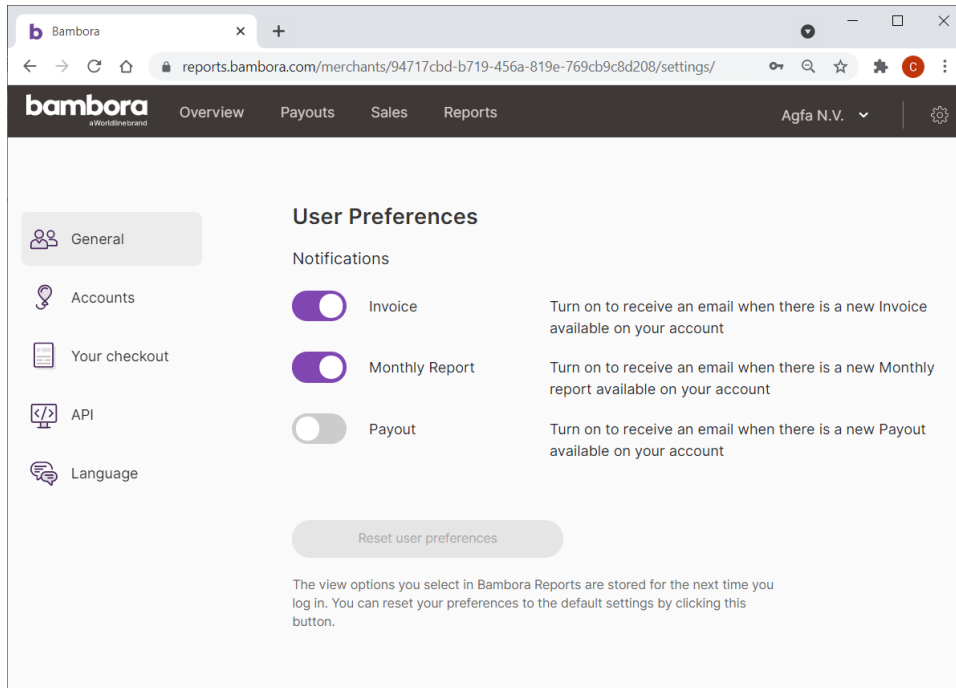 Bambora
reports.bambora.com/merchants/94717cbd-b719-456a-819e-769cb9c8d208/settings/
C
bambora
a Worldline brand
Overview
Payouts
Sales
Reports
Agfa N.V.
General
Accounts
Your checkout
API
Language
User Preferences
Notifications
Invoice
Turn on to receive an email when there is a new Invoice
available on your account
Monthly Report
Turn on to receive an email when there is a new Monthly
report available on your account
Payout
Turn on to receive an email when there is a new Payout
available on your account
Reset user preferences
The view options you select in Bambora Reports are stored for the next time you
log in. You can reset your preferences to the default settings by clicking this
button.